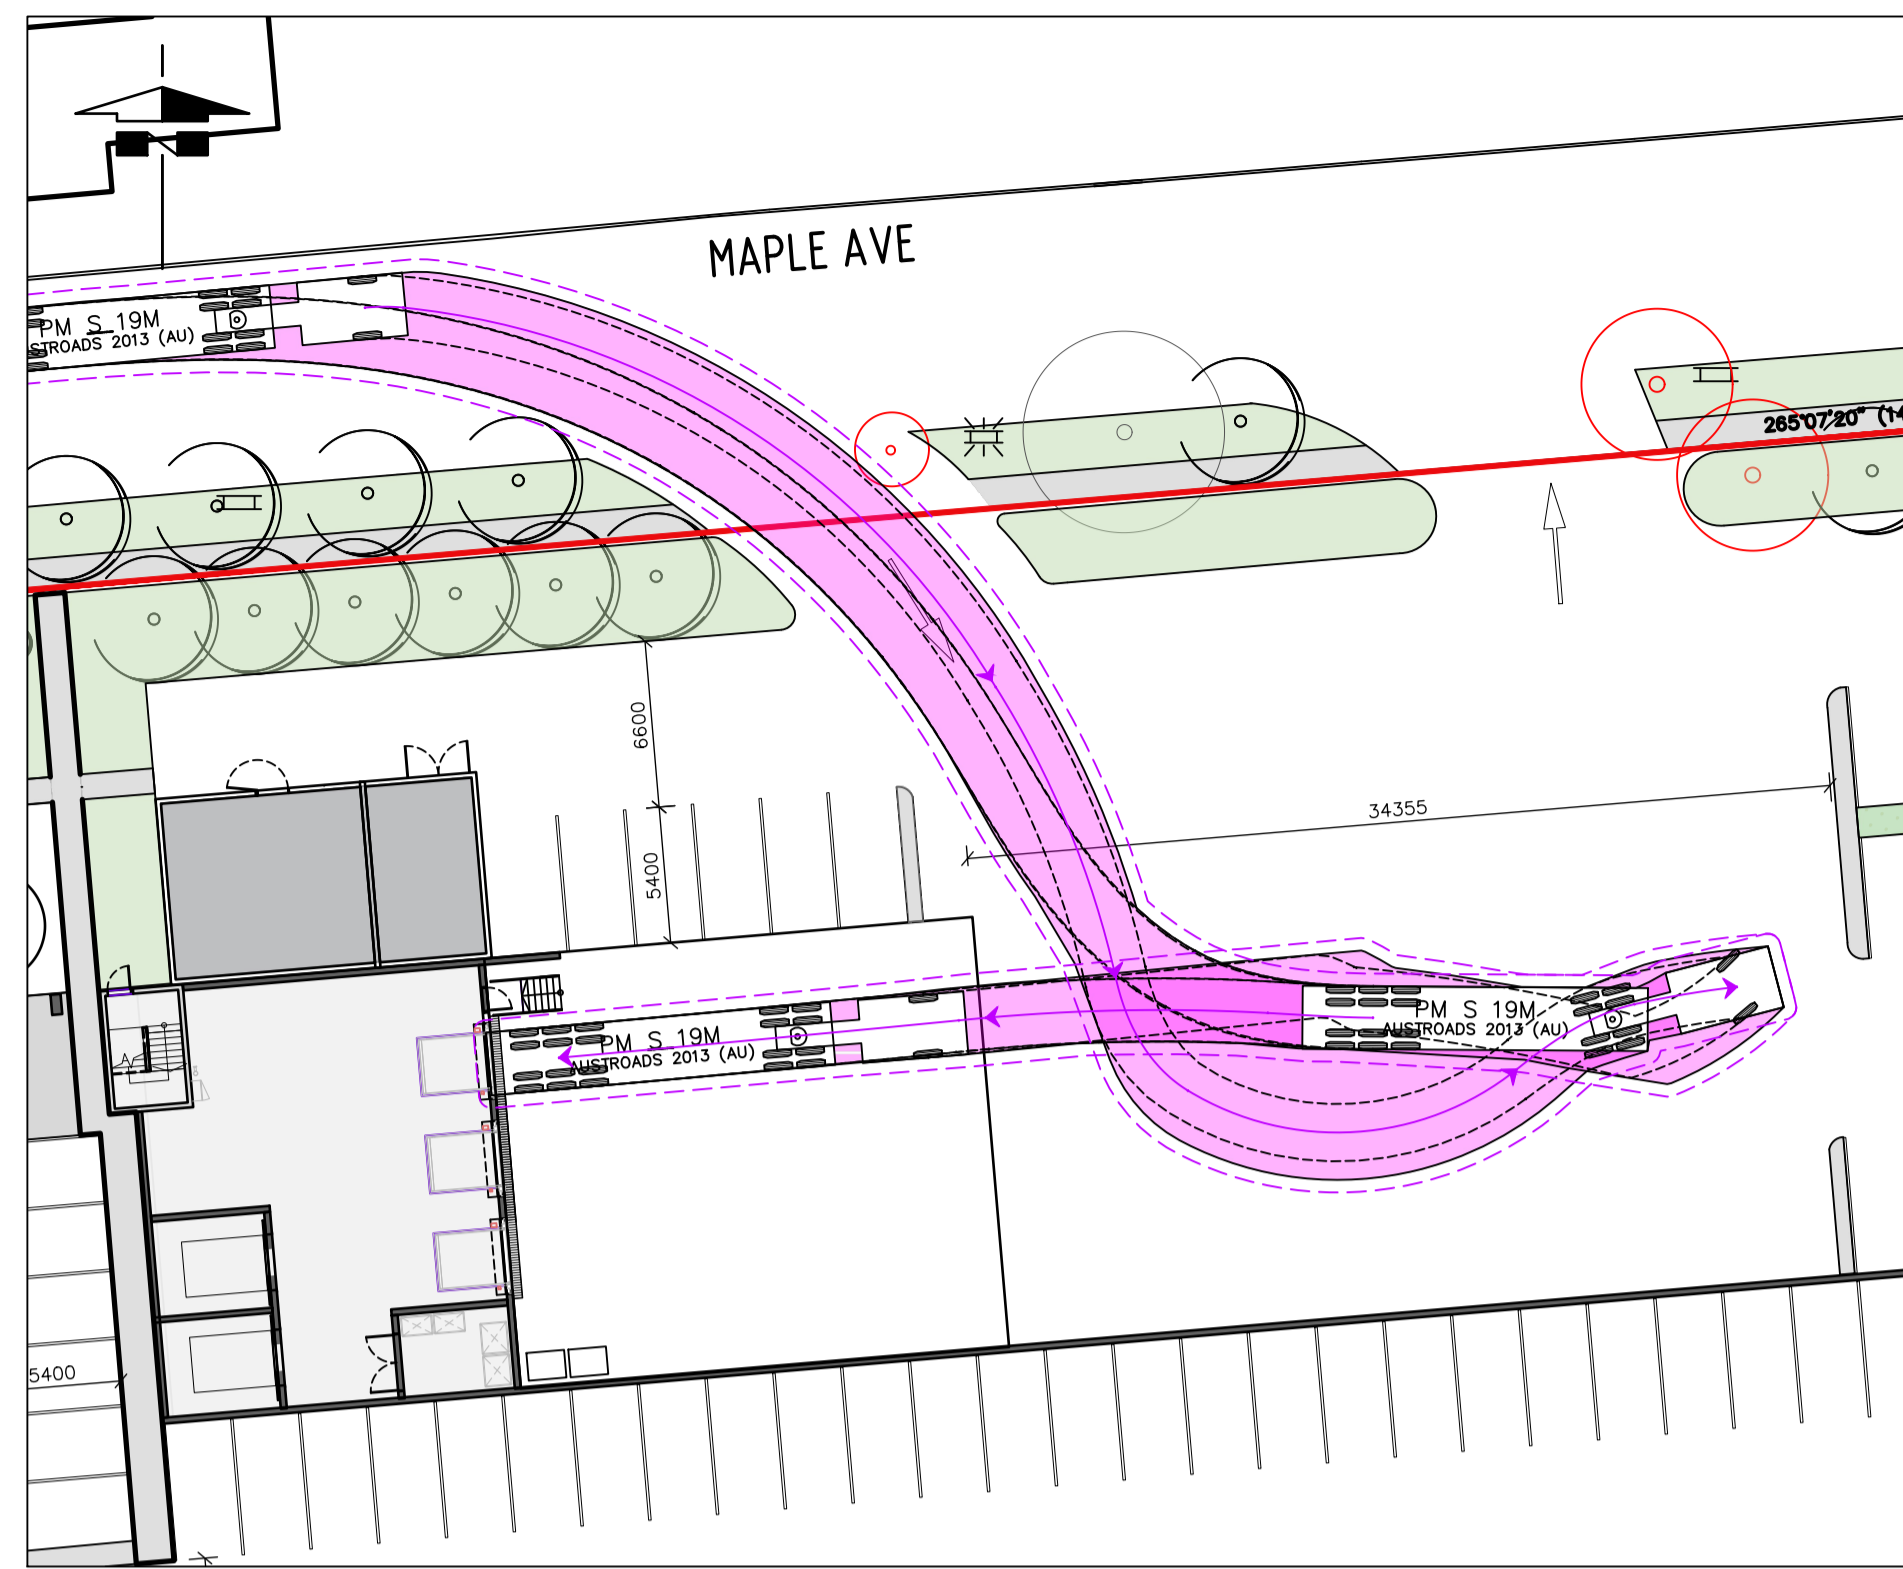 MAPLE AVE
PM S 19M
STROADS 2013 (AU)
265°07'20" (14
6600
34355
5400
PM S 19M
AUSTROADS 2013 (AU)
PM S 19M
AUSTROADS 2013 (AU)
5400